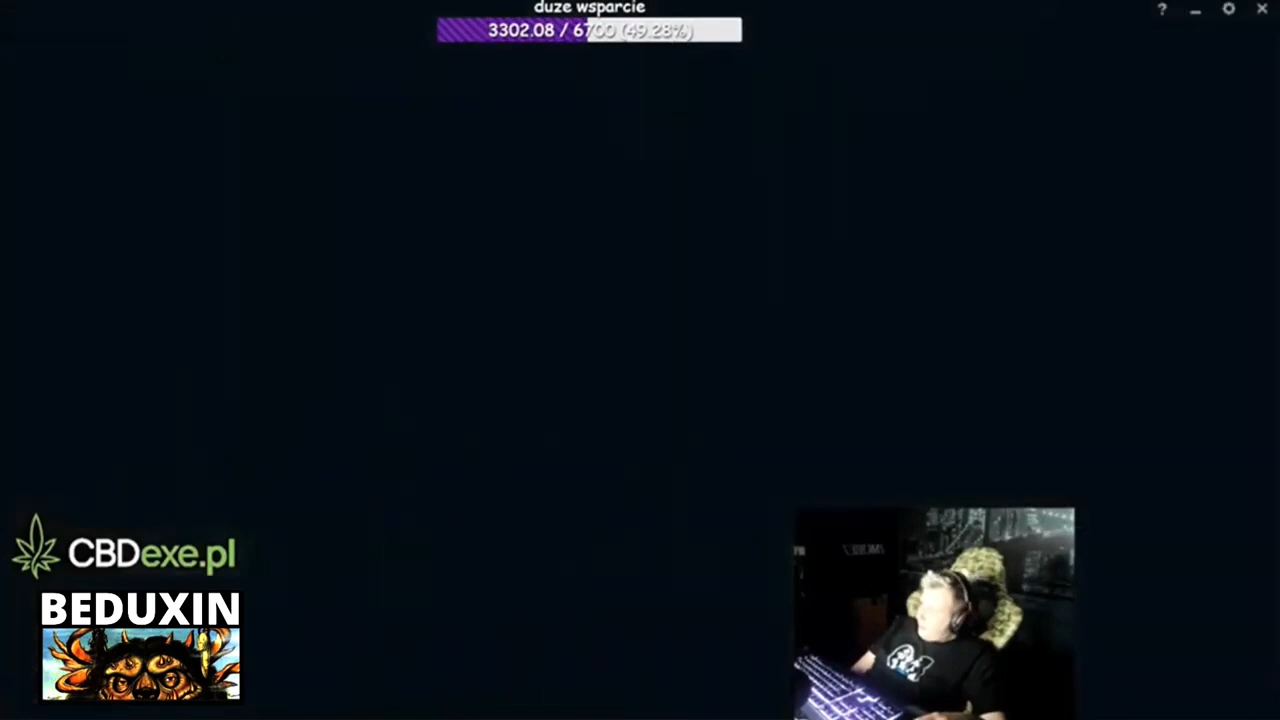 duze wsparcie
3302.08 / 6700 (49.28%)
?
CBDexe.pl
BEDUXIN